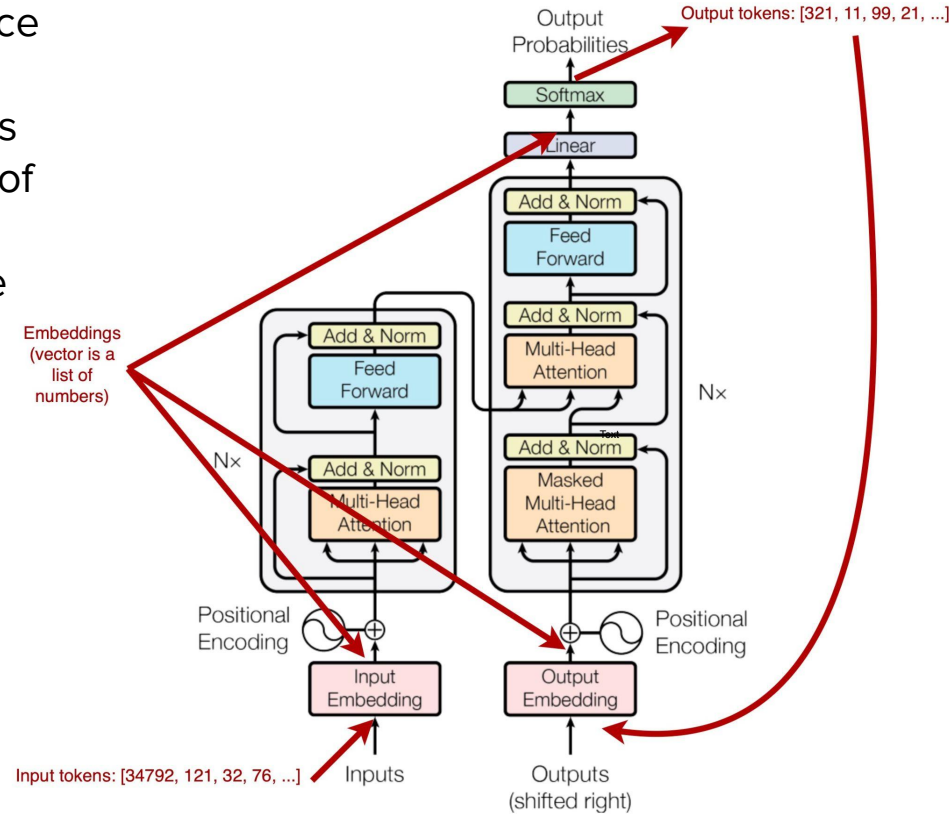 ce
s
of
e
Output tokens: [321, 11, 99, 21, ...]
Output
Probabilities
Softmax
Linear
Add & Norm
Feed
Forward
Add & Norm
Multi-Head
Attention
Nx
Text
Add & Norm
Masked
Multi-Head
Attention
Embeddings
(vector is a
list of
numbers)
Add & Norm
Feed
Forward
Nx
Add & Norm
Multi-Head
Attention
Positional
Encoding
Positional
Encoding
Input
Embedding
Output
Embedding
Input tokens: [34792, 121, 32, 76, ...]
Inputs
Outputs
(shifted right)